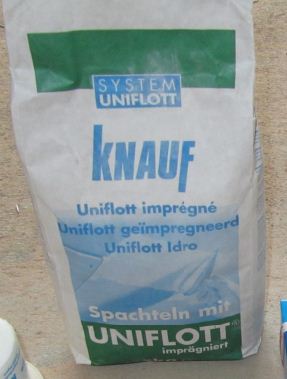 SYSTEM
UNIFLOTT
KNAUF
Uniflott imprégné
Uniflott geïmpregneerd
Uniflott Idro
Spachteln mit
UNIFLOTT
imprägniert